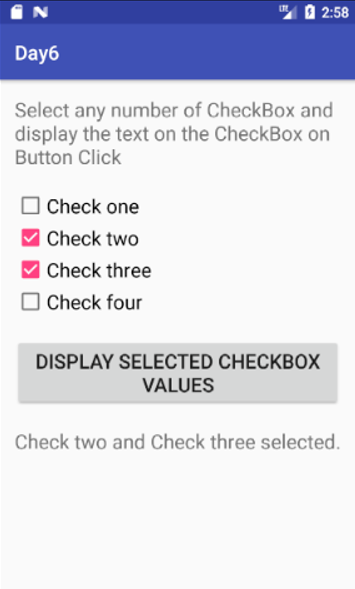 LTE 2:58
Day6
Select any number of CheckBox and
display the text on the CheckBox on
Button Click
Check one
Check two
Check three
Check four
DISPLAY SELECTED CHECKBOX
VALUES
Check two and Check three selected.